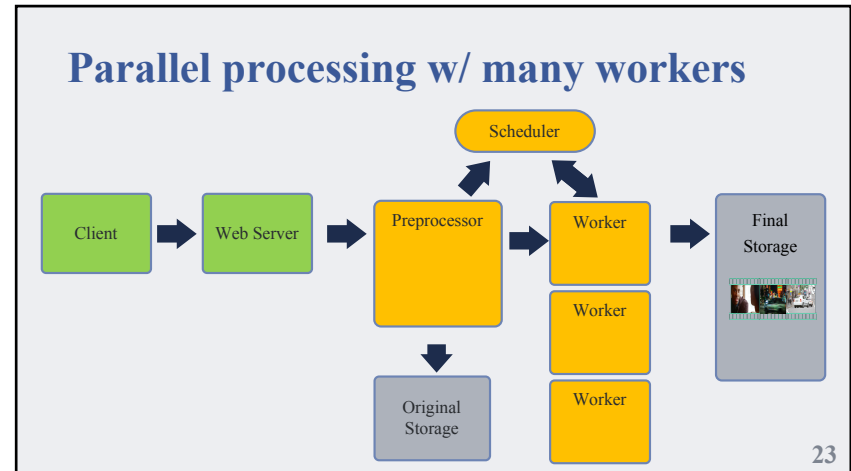 Parallel processing w/ many workers
Scheduler
Client
Web Server
Preprocessor
Worker
Final
Storage
Worker
Original
Storage
Worker
23